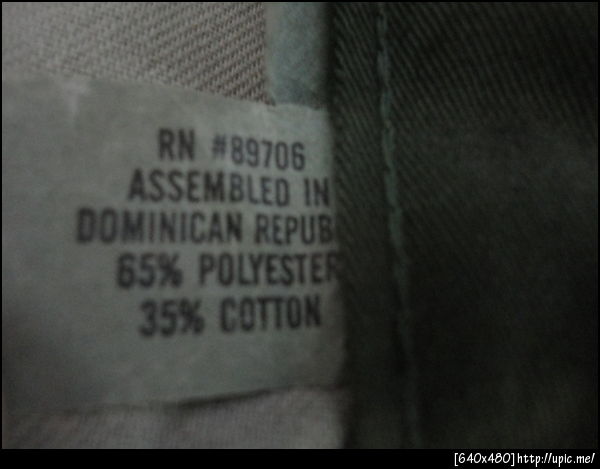 RN #89706
ASSEMBLED IN
DOMINICAN REPUB
65% POLYESTER
35% COTTON
[640x480]http://upic.me/